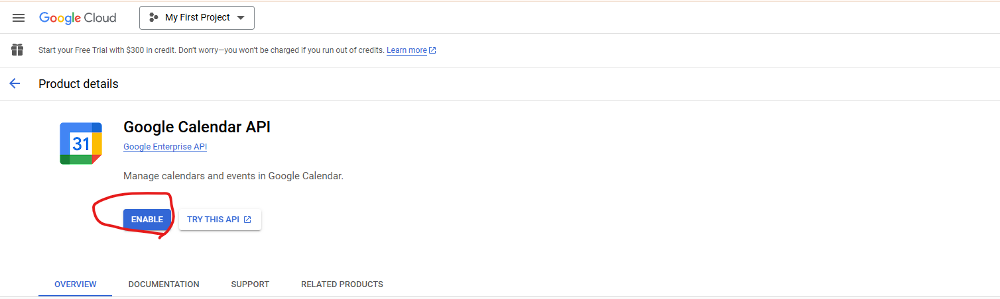 Google Cloud
My First Project
Start your Free Trial with $300 in credit. Don't worry—you won't be charged if you run out of credits. Learn more
Product details
31
Google Calendar API
Google Enterprise API
Manage calendars and events in Google Calendar.
ENABLE
TRY THIS API
OVERVIEW
DOCUMENTATION
SUPPORT
RELATED PRODUCTS